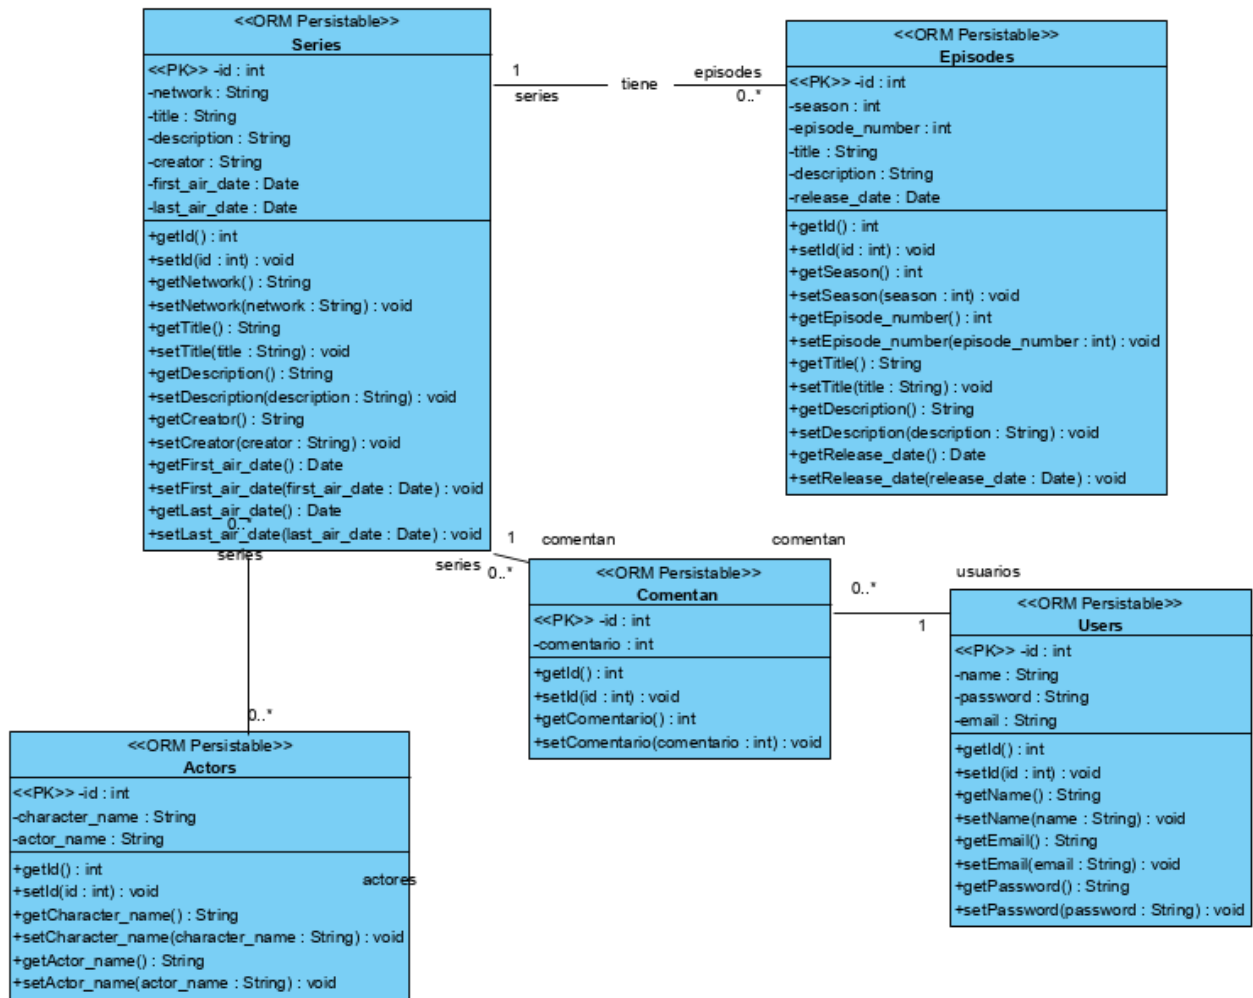 <<ORM Persistable>>
Series
<<PK>> -id : int
-network : String
-title : String
-description : String
-creator : String
-first_air_date : Date
-last_air_date : Date
+getId() : int
+setId(id : int) : void
+getNetwork() : String
+setNetwork(network : String) : void
+getTitle() : String
+setTitle(title : String) : void
+getDescription() : String
+setDescription(description : String) : void
+getCreator() : String
+setCreator(creator : String) : void
+getFirst_air_date() : Date
+setFirst_air_date(first_air_date : Date) : void
+getLast_air_date() : Date
+setLast_air_date(last_air_date : Date) : void
1
series
tiene
episodes
0..*
<<ORM Persistable>>
Episodes
<<PK>> -id : int
-season : int
-episode_number : int
-title : String
-description : String
-release_date : Date
+getId() : int
+setId(id : int) : void
+getSeason() : int
+setSeason(season : int) : void
+getEpisode_number() : int
+setEpisode_number(episode_number : int) : void
+getTitle() : String
+setTitle(title : String) : void
+getDescription() : String
+setDescription(description : String) : void
+getRelease_date() : Date
+setRelease_date(release_date : Date) : void
0..*
series
1
series
comentan
0..*
<<ORM Persistable>>
Comentan
<<PK>> -id : int
-comentario : int
+getId() : int
+setId(id : int) : void
+getComentario() : int
+setComentario(comentario : int) : void
comentan
0..*
usuarios
1
<<ORM Persistable>>
Users
<<PK>> -id : int
-name : String
-password : String
-email : String
+getId() : int
+setId(id : int) : void
+getName() : String
+setName(name : String) : void
+getEmail() : String
+setEmail(email : String) : void
+getPassword() : String
+setPassword(password : String) : void
0..*
<<ORM Persistable>>
Actors
<<PK>> -id : int
-character_name : String
-actor_name : String
+getId() : int
+setId(id : int) : void
+getCharacter_name() : String
+setCharacter_name(character_name : String) : void
+getActor_name() : String
+setActor_name(actor_name : String) : void
actores